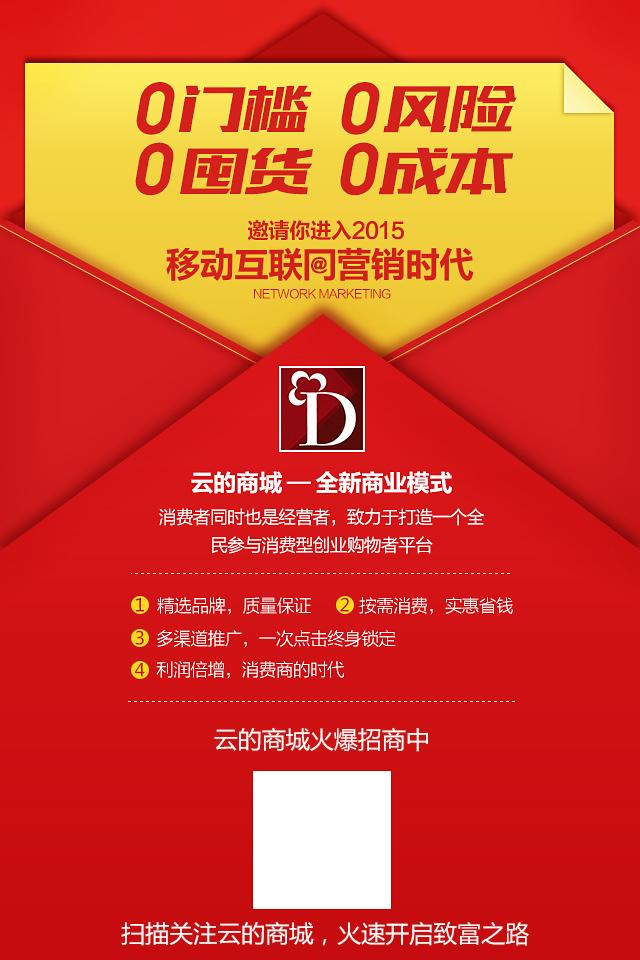 0门槛 0风险
0囤货 0成本
邀请你进入2015
移动互联网营销时代
NETWORK MARKETING
D
云的商城 — 全新商业模式
消费者同时也是经营者，致力于打造一个全
民参与消费型创业购物者平台
1 精选品牌，质量保证 2 按需消费，实惠省钱
3 多渠道推广，一次点击终身锁定
4 利润倍增，消费商的时代
云的商城火爆招商中
扫描关注云的商城，火速开启致富之路